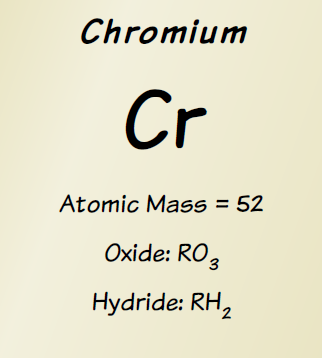 Chromium
Cr
Atomic Mass = 52
Oxide: RO₃
Hydride: RH₂